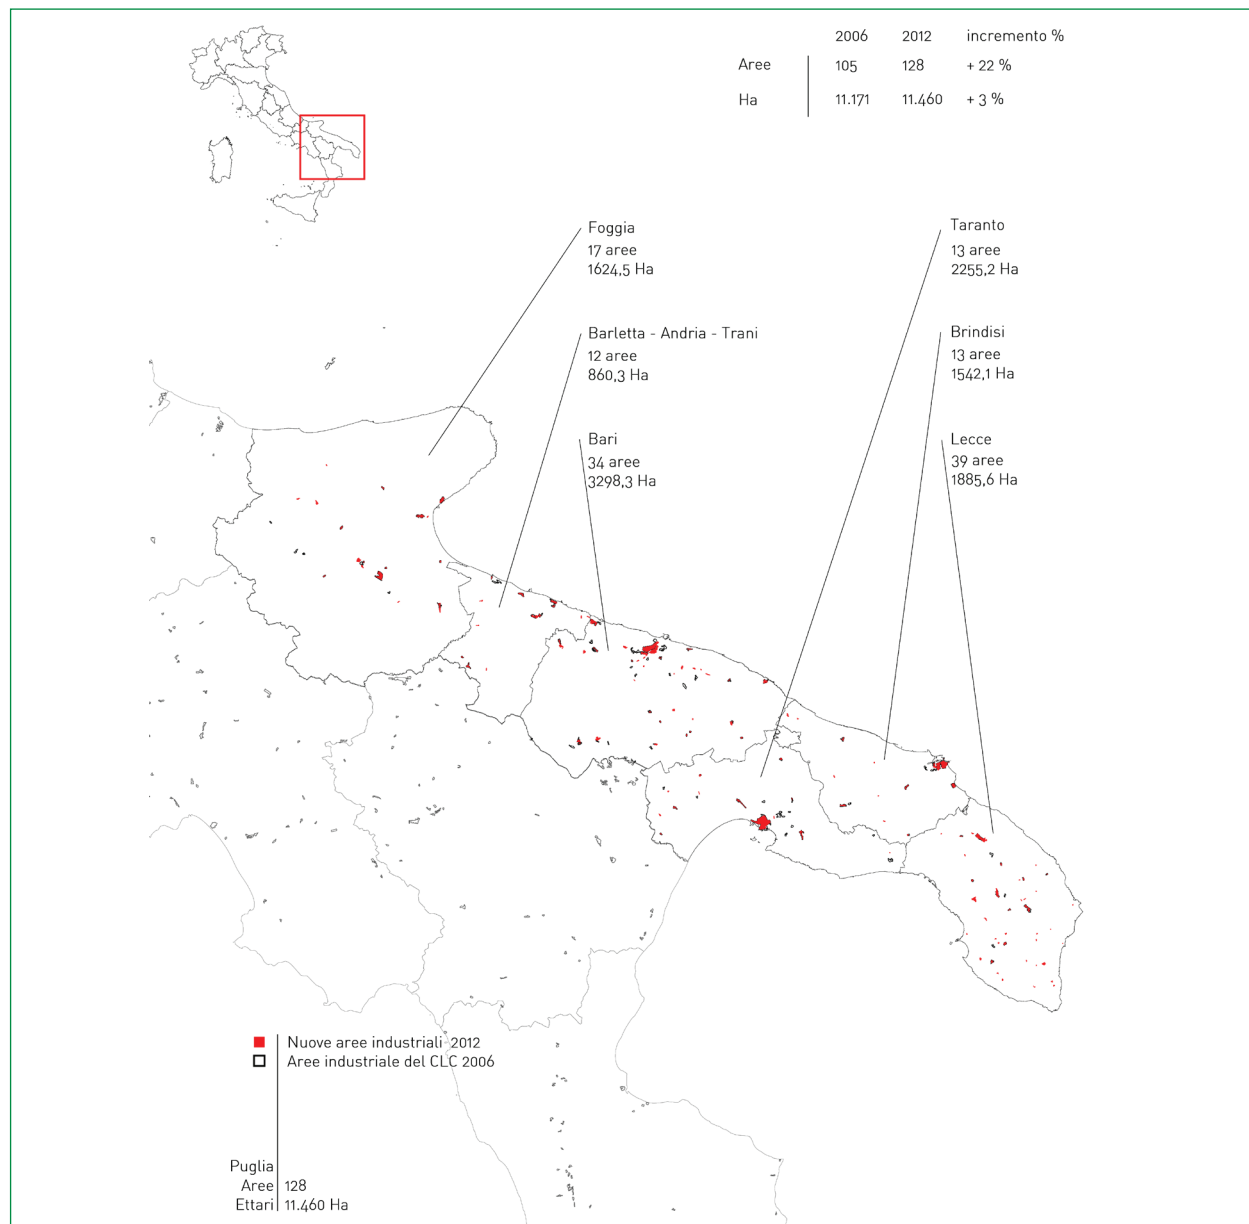 2006 2012 incremento %
Aree 105 128 + 22 %
Ha 11.171 11.460 + 3 %
Foggia
17 aree
1624,5 Ha
Taranto
13 aree
2255,2 Ha
Barletta - Andria - Trani
12 aree
860,3 Ha
Brindisi
13 aree
1542,1 Ha
Bari
34 aree
3298,3 Ha
Lecce
39 aree
1885,6 Ha
Nuove aree industriali 2012
Aree industriale del CLC 2006
Puglia
Aree 128
Ettari 11.460 Ha